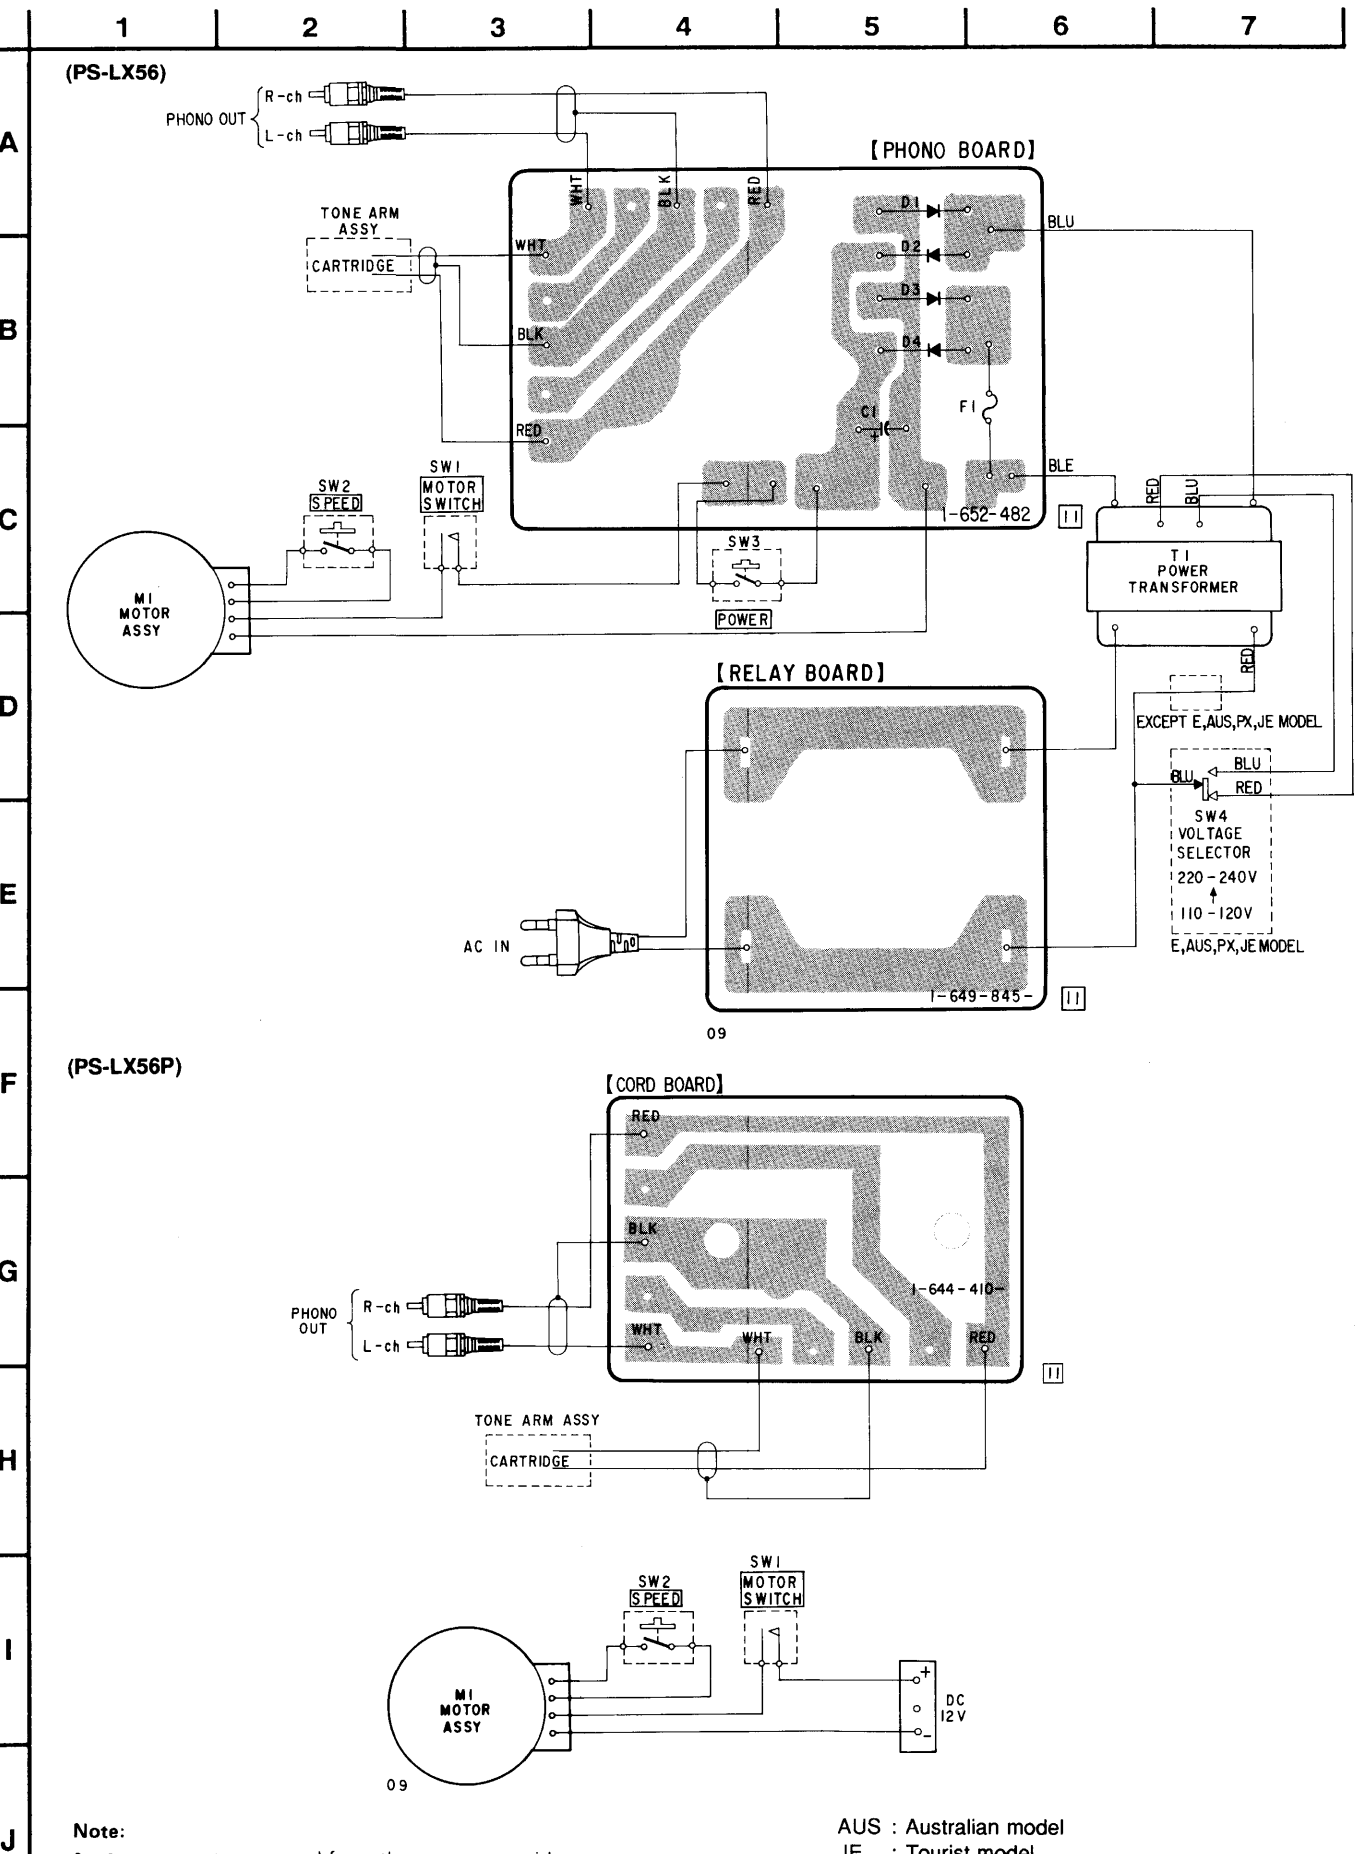 1 2 3 4 5 6 7
(PS-LX56)
R-ch
PHONO OUT
L-ch
A
[PHONO BOARD]
WHT
BLK
RED
D1
BLU
TONE ARM
ASSY
WHT
D2
CARTRIDGE
D3
B
BLK
D4
F1
C1
+
RED
SW1
MOTOR
SWITCH
BLE
RED
BLU
SW2
SPEED
C
1-652-482
11
SW3
T1
POWER
TRANSFORMER
M1
MOTOR
ASSY
POWER
RED
[RELAY BOARD]
D
EXCEPT E,AUS,PX,JE MODEL
BLU
BLU
RED
SW4
VOLTAGE
SELECTOR
220-240V
110-120V
E
AC IN
E,AUS,PX,JE MODEL
1-649-845-
11
09
(PS-LX56P)
F
[CORD BOARD]
RED
BLK
G
1-644-410-
R-ch
PHONO
OUT
L-ch
WHT
WHT
BLK
RED
11
TONE ARM ASSY
H
CARTRIDGE
SW1
MOTOR
SWITCH
SW2
SPEED
I
+
DC
12V
-
M1
MOTOR
ASSY
09
J
Note:
AUS : Australian model